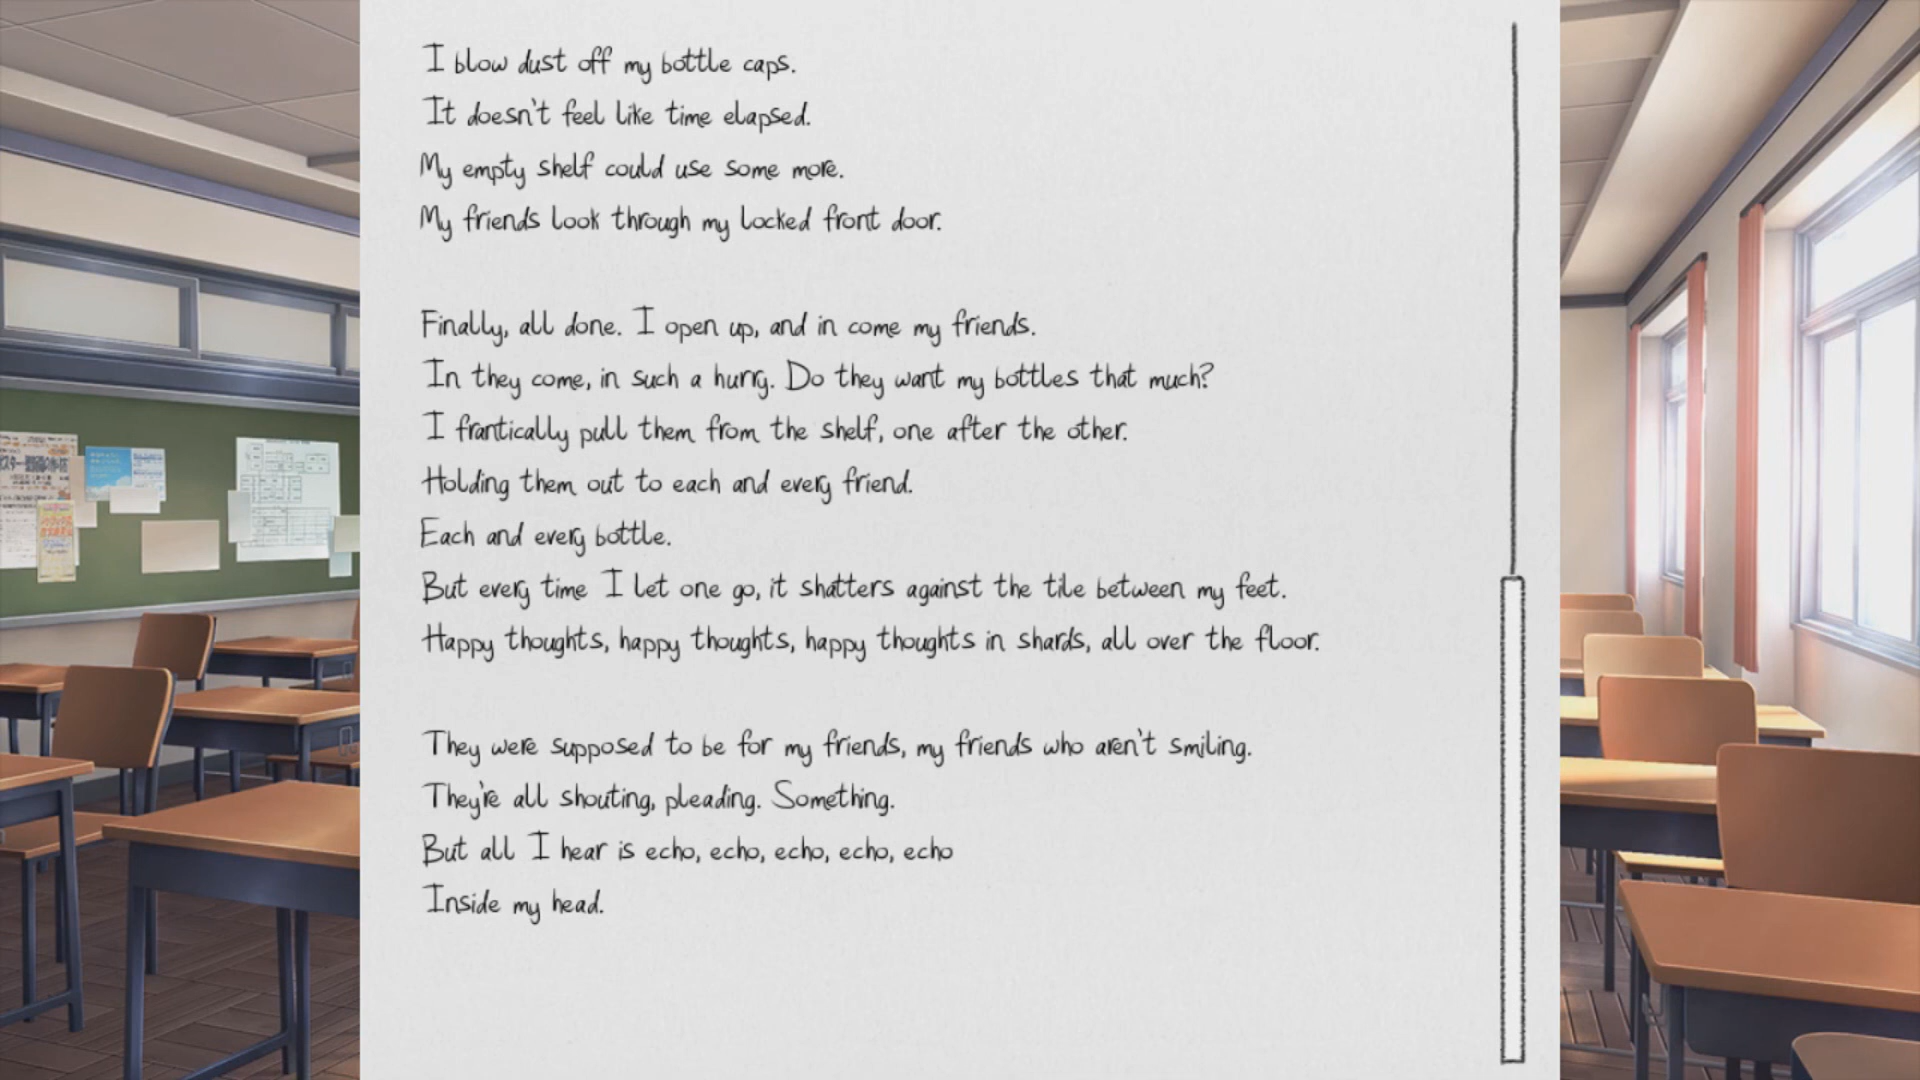 I blow dust off my bottle caps.
It doesn't feel like time elapsed.
My empty shelf could use some more.
My friends look through my locked front door.
Finally, all done. I open up, and in come my friends.
In they come, in such a hurry. Do they want my bottles that much?
I frantically pull them from the shelf, one after the other.
Holding them out to each and every friend.
Each and every bottle.
But every time I let one go, it shatters against the tile between my feet.
Happy thoughts, happy thoughts, happy thoughts in shards, all over the floor.
They were supposed to be for my friends, my friends who aren't smiling.
They're all shouting, pleading. Something.
But all I hear is echo, echo, echo, echo, echo
Inside my head.